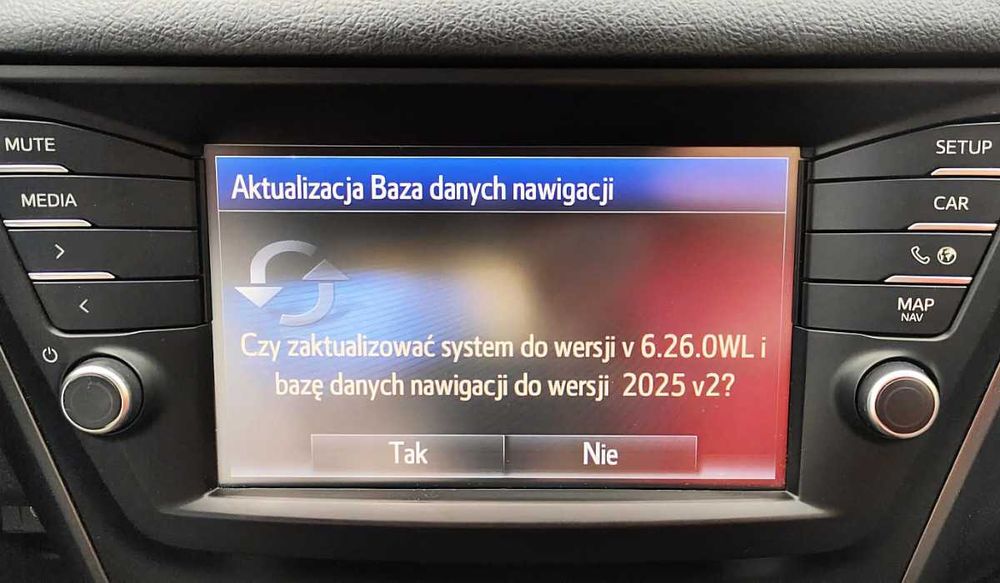 MUTE
MEDIA
>
<
SETUP
CAR
MAP
NAV
Aktualizacja Baza danych nawigacji
Czy zaktualizować system do wersji v 6.26.0WL i
bazę danych nawigacji do wersji 2025 v2?
Tak
Nie